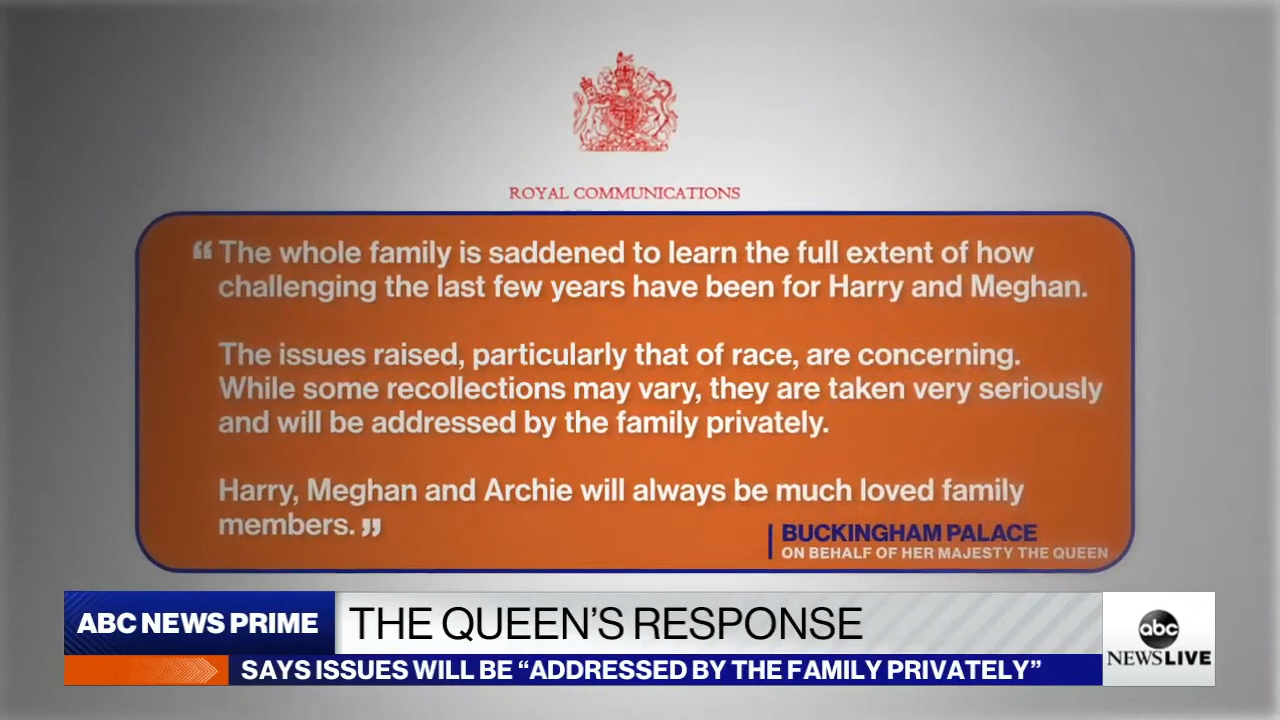 ROYAL COMMUNICATIONS
“ The whole family is saddened to learn the full extent of how
challenging the last few years have been for Harry and Meghan.
The issues raised, particularly that of race, are concerning.
While some recollections may vary, they are taken very seriously
and will be addressed by the family privately.
Harry, Meghan and Archie will always be much loved family
members. ”
BUCKINGHAM PALACE
ON BEHALF OF HER MAJESTY THE QUEEN
ABC NEWS PRIME
THE QUEEN’S RESPONSE
SAYS ISSUES WILL BE “ADDRESSED BY THE FAMILY PRIVATELY”
abc
NEWS LIVE